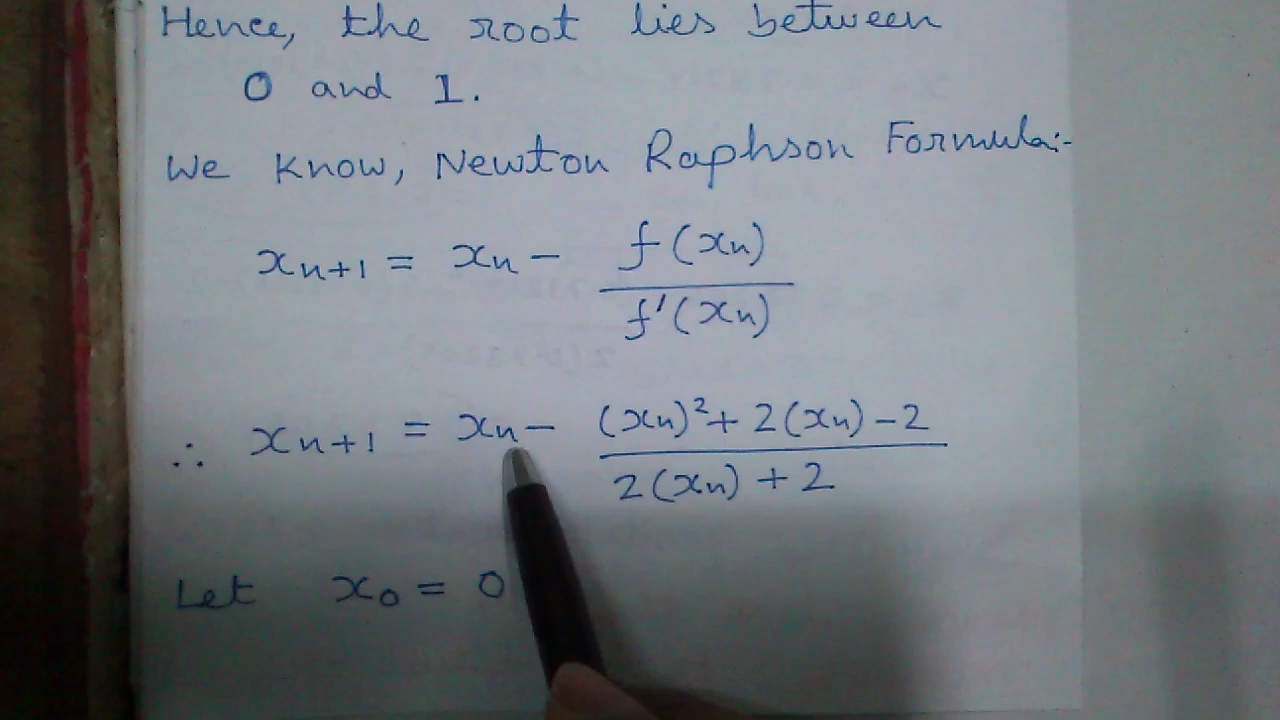 Hence, the root lies between
0 and 1.
We know, Newton Raphson Formula:-
xn+1 = xn - f(xn) / f'(xn)
∴ xn+1 = xn - (xn)² + 2(xn) - 2 / 2(xn) + 2
Let x0 = 0